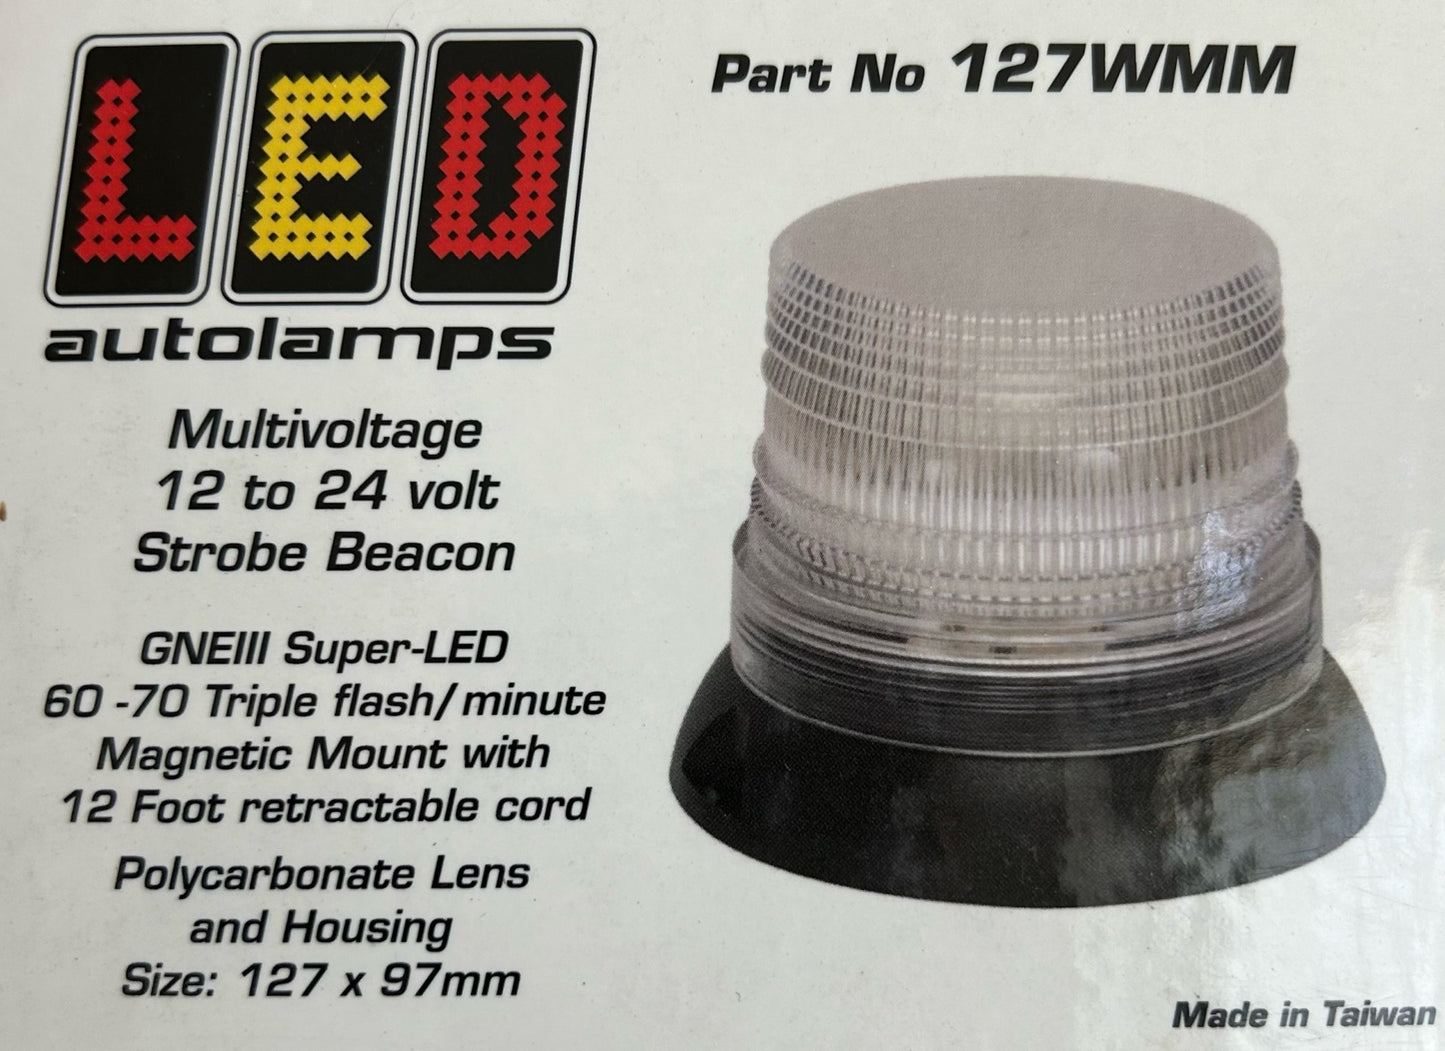 LED
autolamps
Part No 127WMM
Multivoltage
12 to 24 volt
Strobe Beacon
GNEIII Super-LED
60 -70 Triple flash/minute
Magnetic Mount with
12 Foot retractable cord
Polycarbonate Lens
and Housing
Size: 127 x 97mm
Made in Taiwan